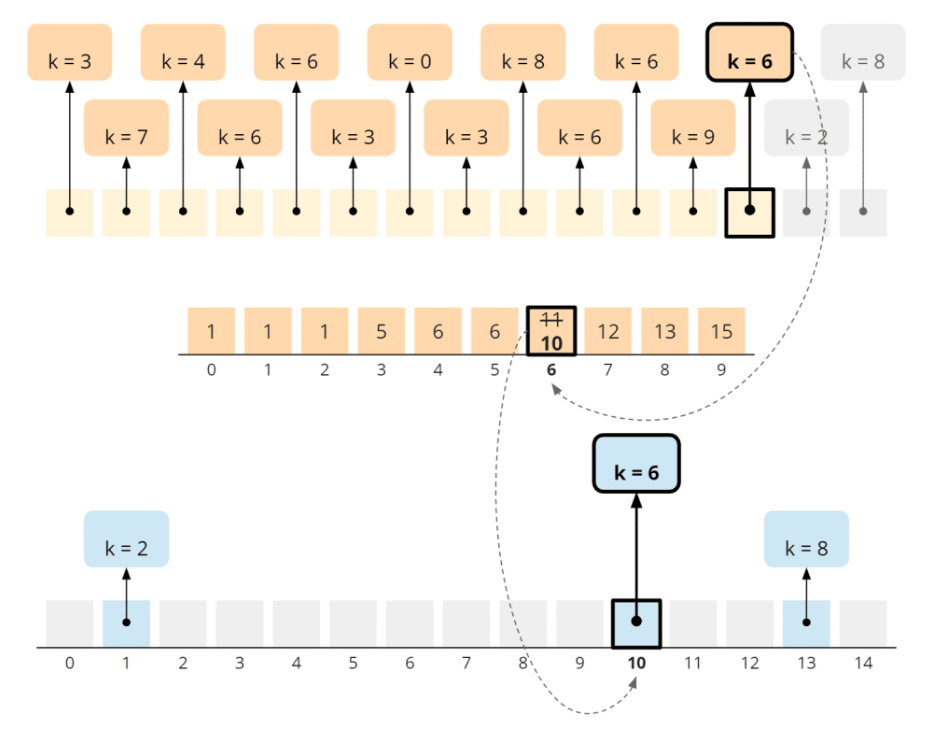 k = 3 k = 4 k = 6 k = 0 k = 8 k = 6 k = 6 k = 8
k = 7 k = 6 k = 3 k = 3 k = 6 k = 9 k = 2
11
1 1 1 5 6 6 10 12 13 15
0 1 2 3 4 5 6 7 8 9
k = 6
k = 2 k = 8
0 1 2 3 4 5 6 7 8 9 10 11 12 13 14